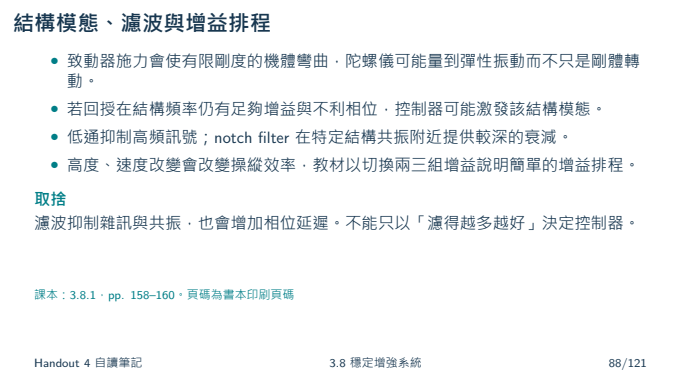 結構模態、濾波與增益排程
• 致動器施力會使有限剛度的機體彎曲，陀螺儀可能量到彈性振動而不只是剛體轉
動。
• 若回授在結構頻率仍有足夠增益與不利相位，控制器可能激發該結構模態。
• 低通抑制高頻訊號；notch filter 在特定結構共振附近提供較深的衰減。
• 高度、速度改變會改變操縱效率，教材以切換兩三組增益說明簡單的增益排程。
取捨
濾波抑制雜訊與共振，也會增加相位延遲。不能只以「濾得越多越好」決定控制器。
課本：3.8.1，pp. 158–160。頁碼為書本印刷頁碼
Handout 4 自讀筆記
3.8 穩定增強系統
88/121